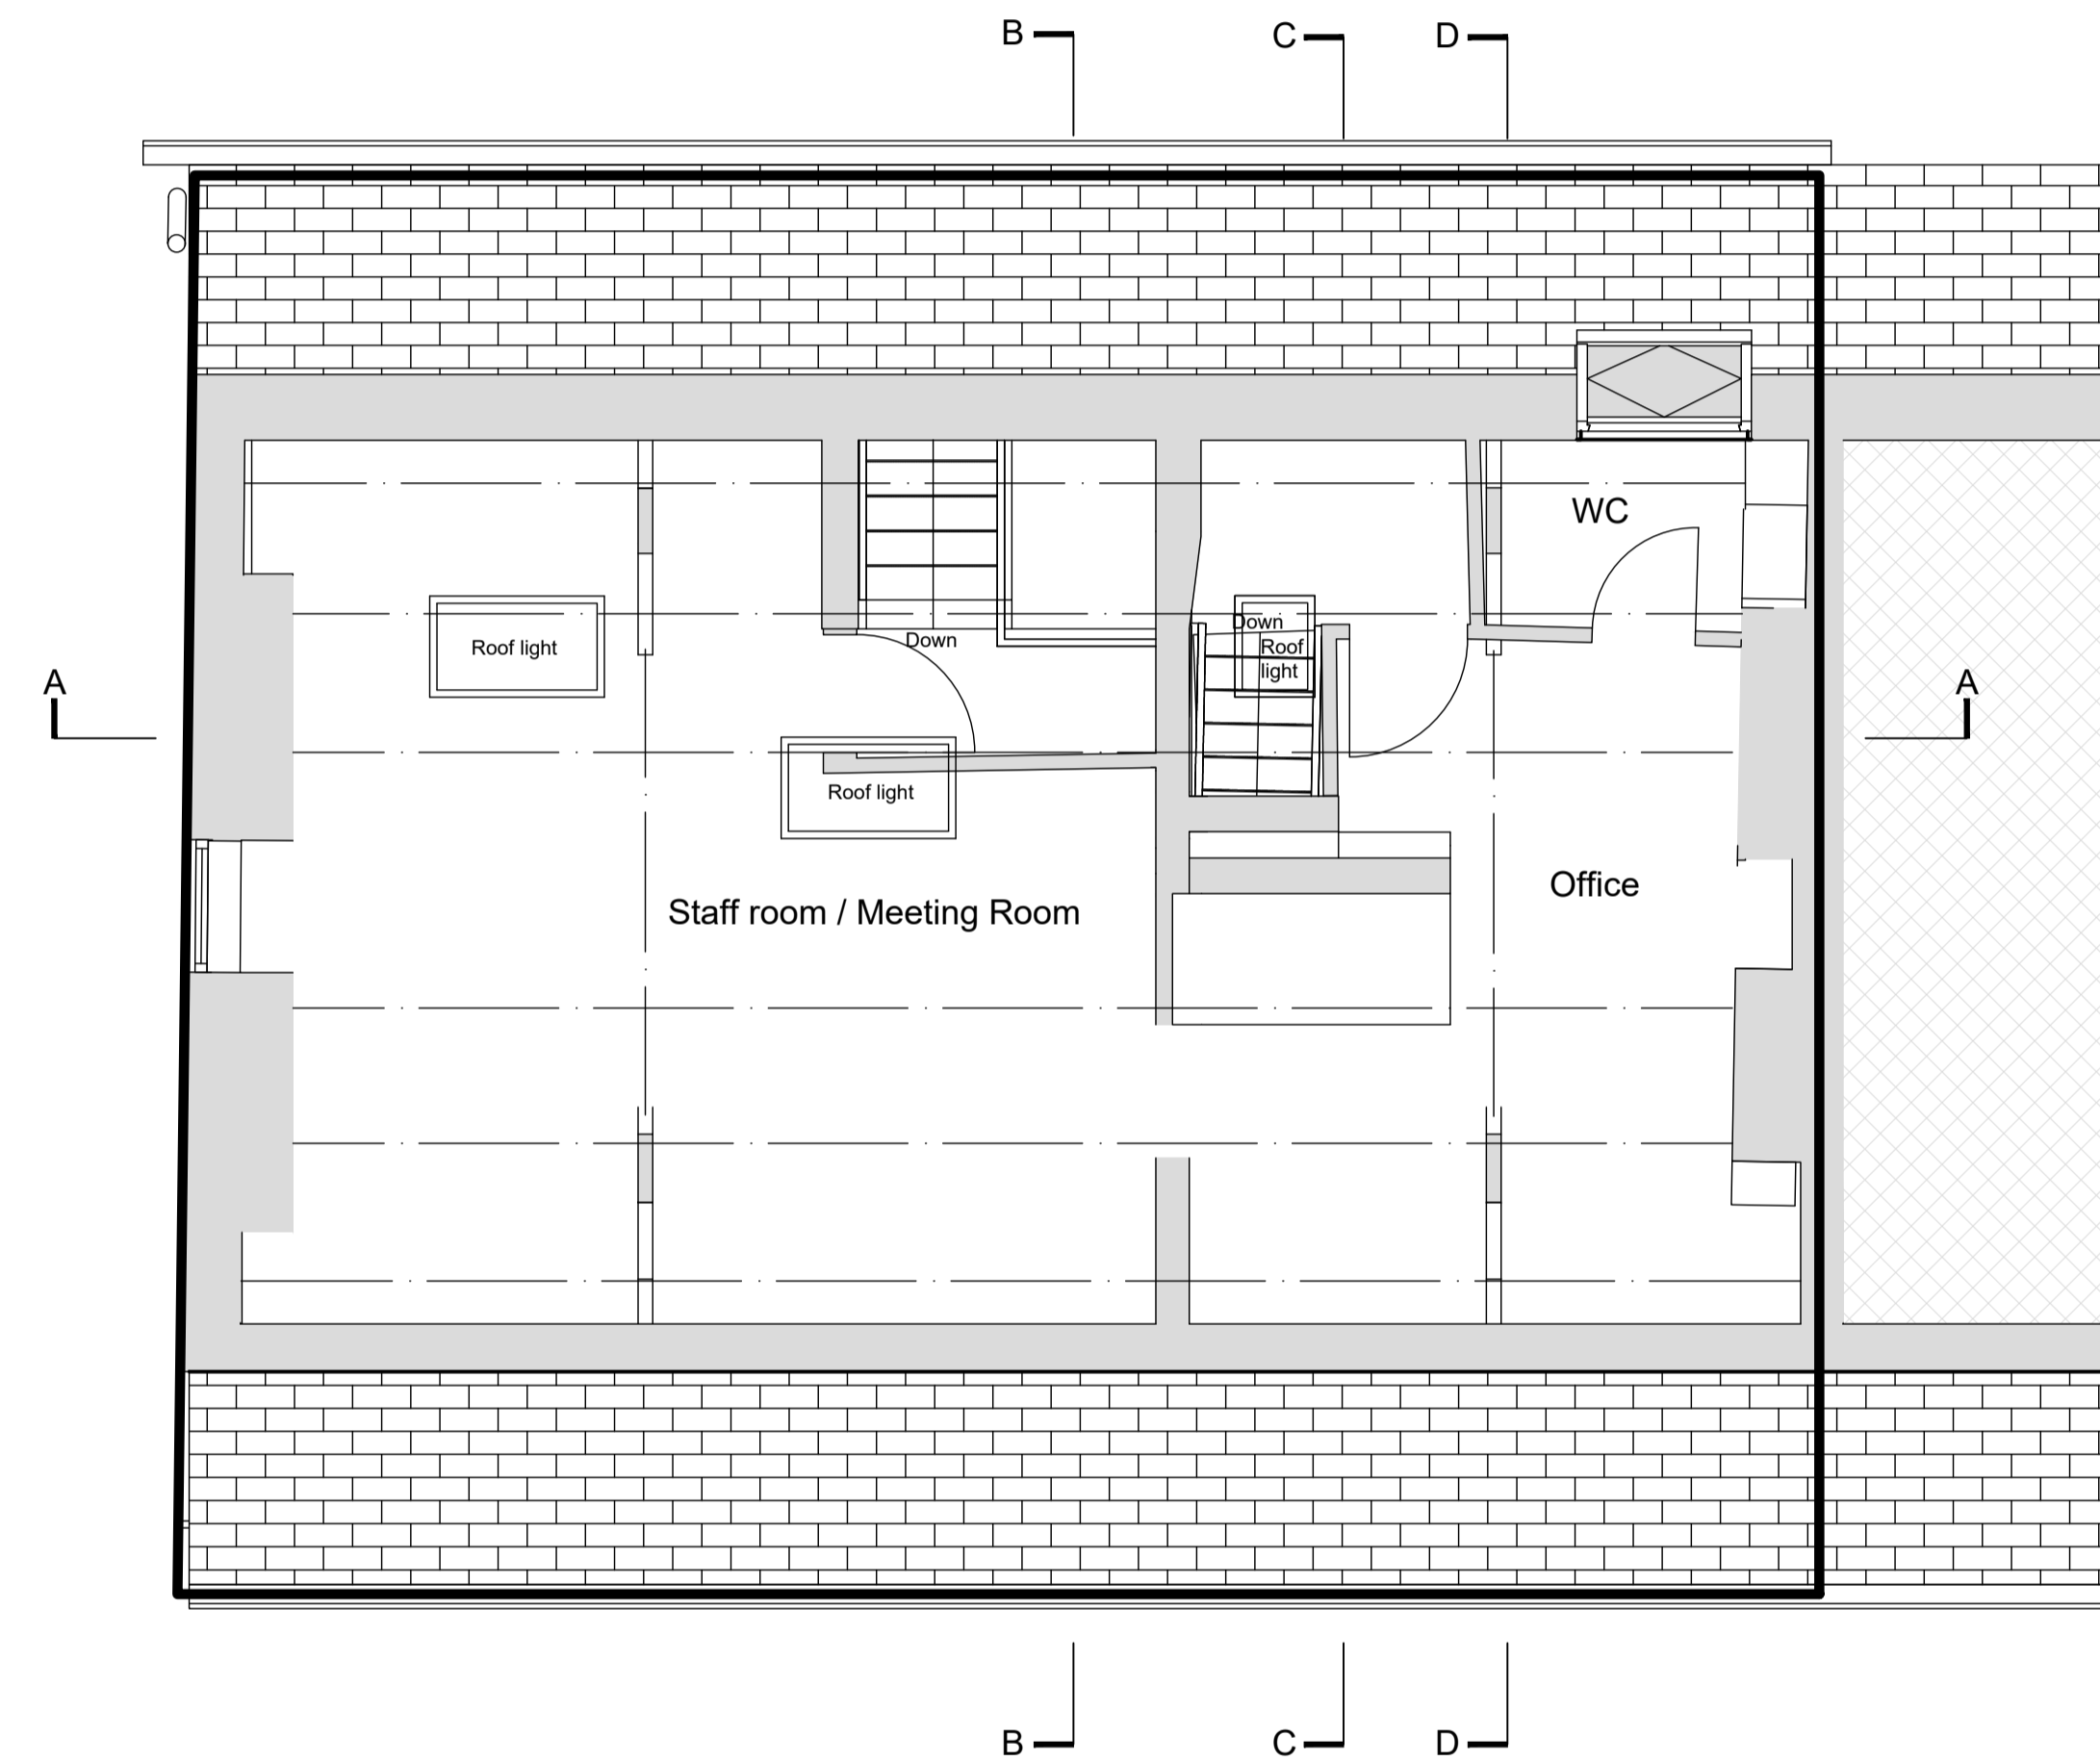 B
C
D
WC
Down
Down
Roof light
Roof
light
A
A
Roof light
Office
Staff room / Meeting Room
B
C
D